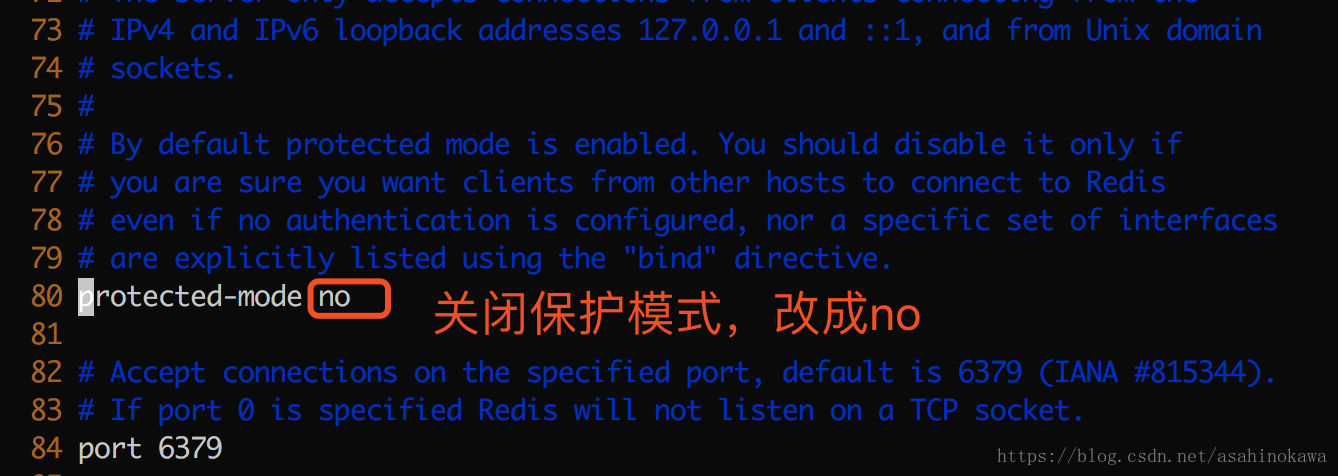 # The server only accepts connections from clients connecting from the
73 # IPv4 and IPv6 loopback addresses 127.0.0.1 and ::1, and from Unix domain
74 # sockets.
75 #
76 # By default protected mode is enabled. You should disable it only if
77 # you are sure you want clients from other hosts to connect to Redis
78 # even if no authentication is configured, nor a specific set of interfaces
79 # are explicitly listed using the "bind" directive.
80 protected-mode no
关闭保护模式，改成no
81
82 # Accept connections on the specified port, default is 6379 (IANA #815344).
83 # If port 0 is specified Redis will not listen on a TCP socket.
84 port 6379
https://blog.csdn.net/asahinokawa